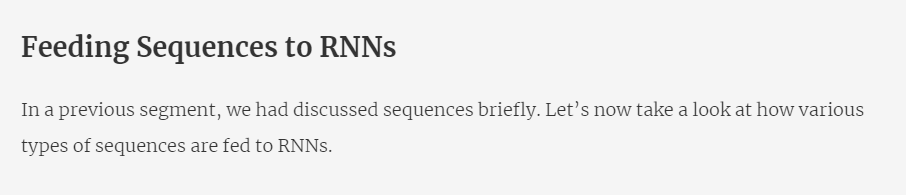 Feeding Sequences to RNNs
In a previous segment, we had discussed sequences briefly. Let’s now take a look at how various
types of sequences are fed to RNNs.